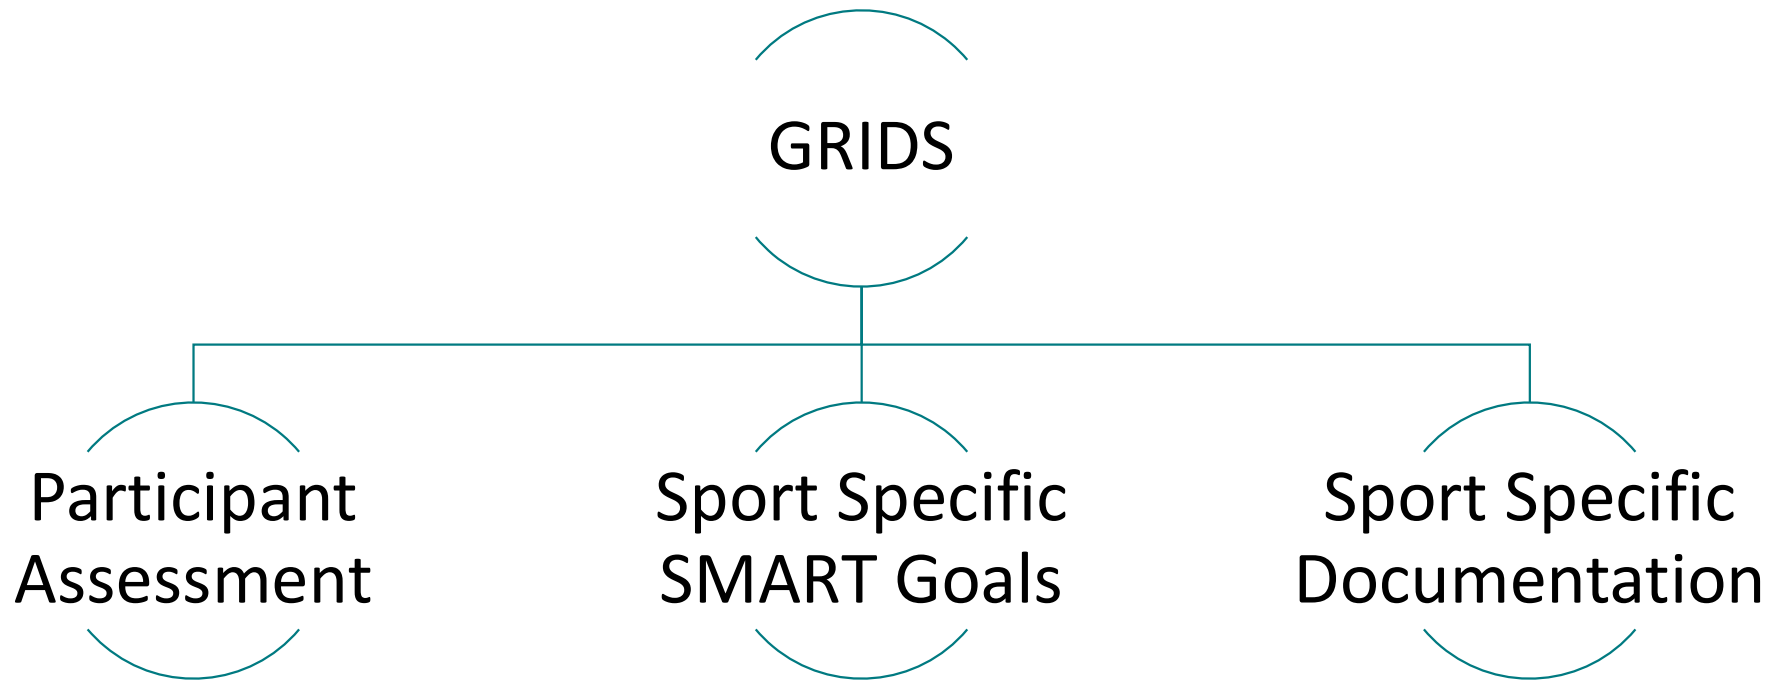 GRIDS
Participant
Assessment
Sport Specific
SMART Goals
Sport Specific
Documentation